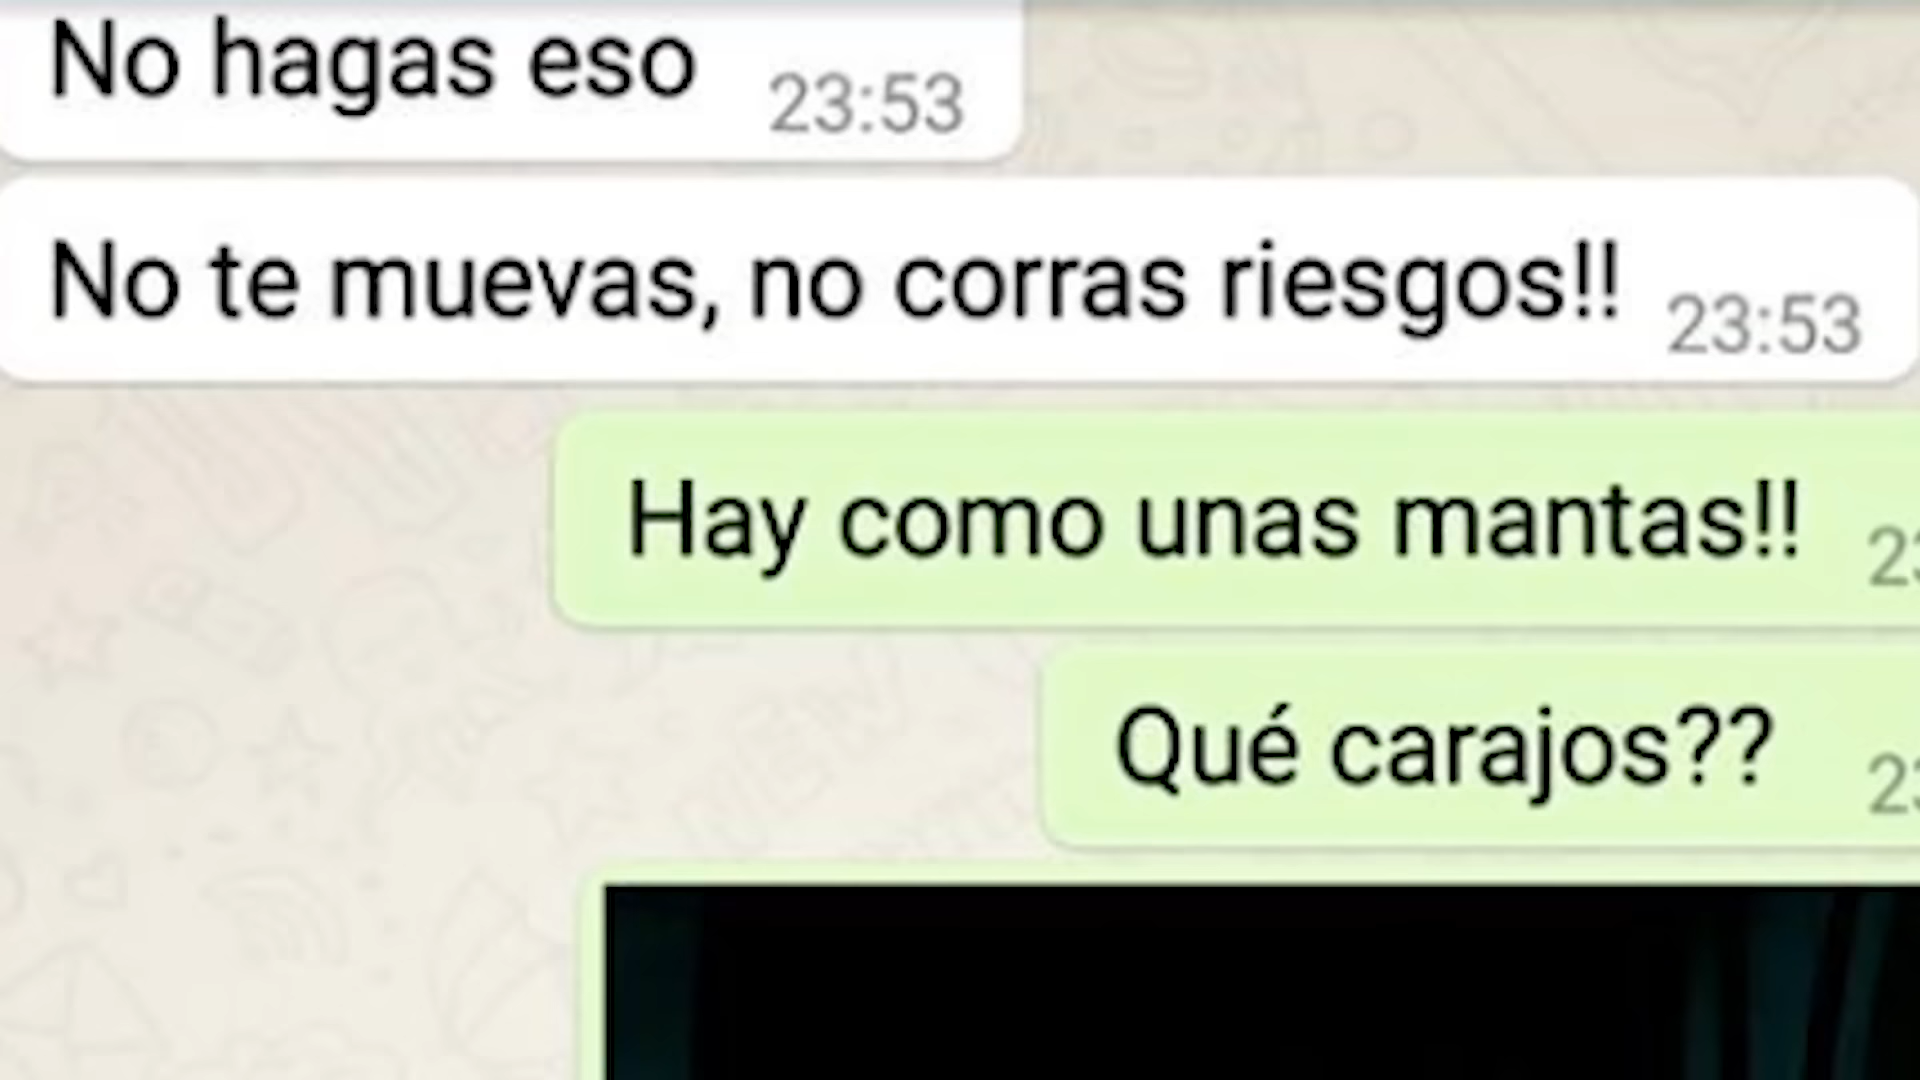 No hagas eso 23:53
No te muevas, no corras riesgos!! 23:53
Hay como unas mantas!!
Qué carajos??